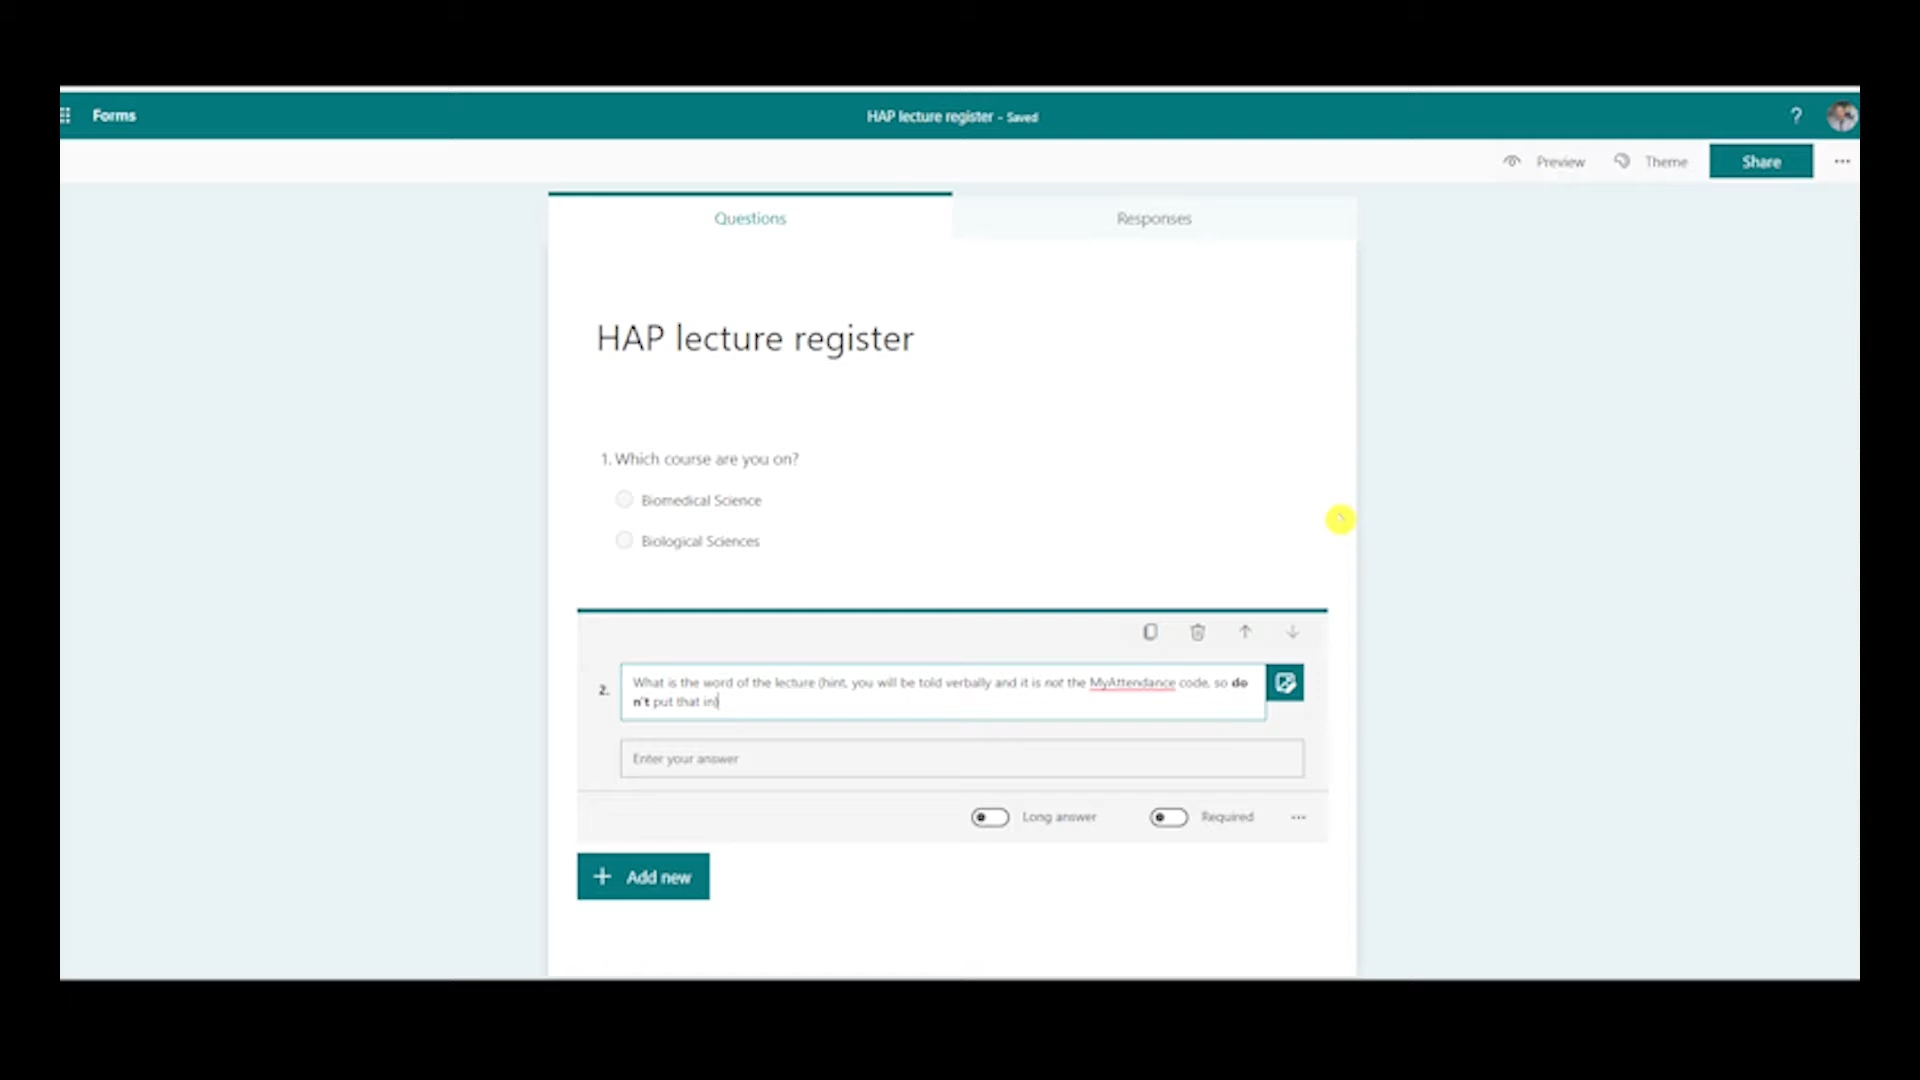 Forms
HAP lecture register - Saved
?
Preview
Theme
Share
Questions
Responses
HAP lecture register
1. Which course are you on?
Biomedical Science
Biological Sciences
2.
What is the word of the lecture (hint, you will be told verbally and it is not the MyAttendance code, so do
n't put that in)
Enter your answer
Long answer
Required
+ Add new